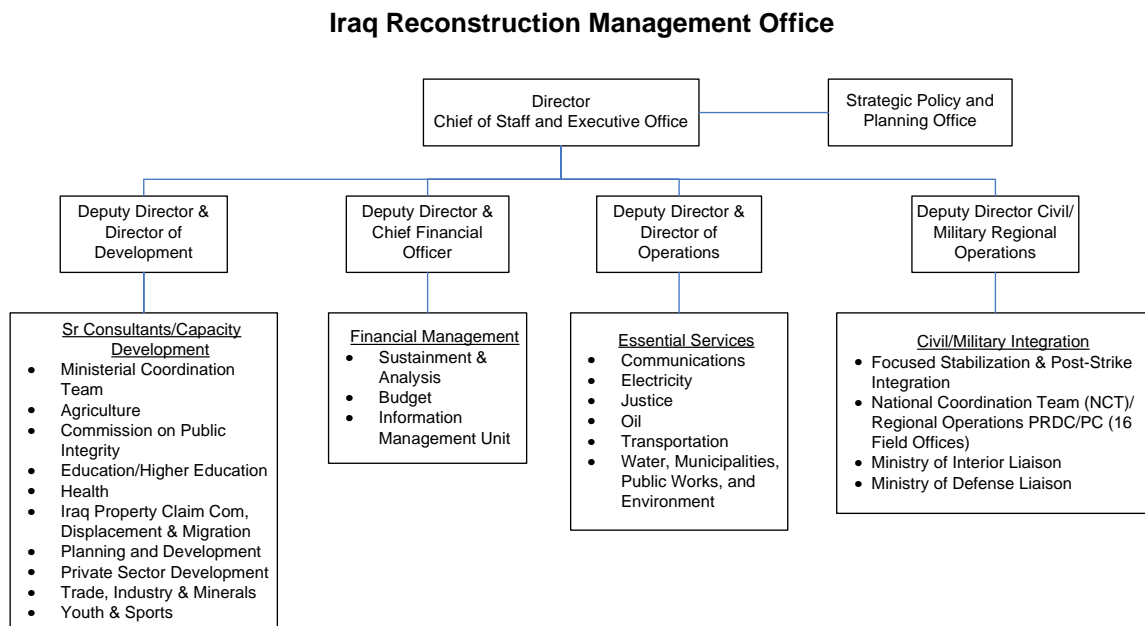 Iraq Reconstruction Management Office
Director
Chief of Staff and Executive Office
Strategic Policy and
Planning Office
Deputy Director &
Director of
Development
Deputy Director &
Chief Financial
Officer
Deputy Director &
Director of
Operations
Deputy Director Civil/
Military Regional
Operations
Sr Consultants/Capacity
Development
• Ministerial Coordination
Team
• Agriculture
• Commission on Public
Integrity
• Education/Higher Education
• Health
• Iraq Property Claim Com,
Displacement & Migration
• Planning and Development
• Private Sector Development
• Trade, Industry & Minerals
• Youth & Sports
Financial Management
• Sustainment &
Analysis
• Budget
• Information
Management Unit
Essential Services
• Communications
• Electricity
• Justice
• Oil
• Transportation
• Water, Municipalities,
Public Works, and
Environment
Civil/Military Integration
• Focused Stabilization & Post-Strike
Integration
• National Coordination Team (NCT)/
Regional Operations PRDC/PC (16
Field Offices)
• Ministry of Interior Liaison
• Ministry of Defense Liaison